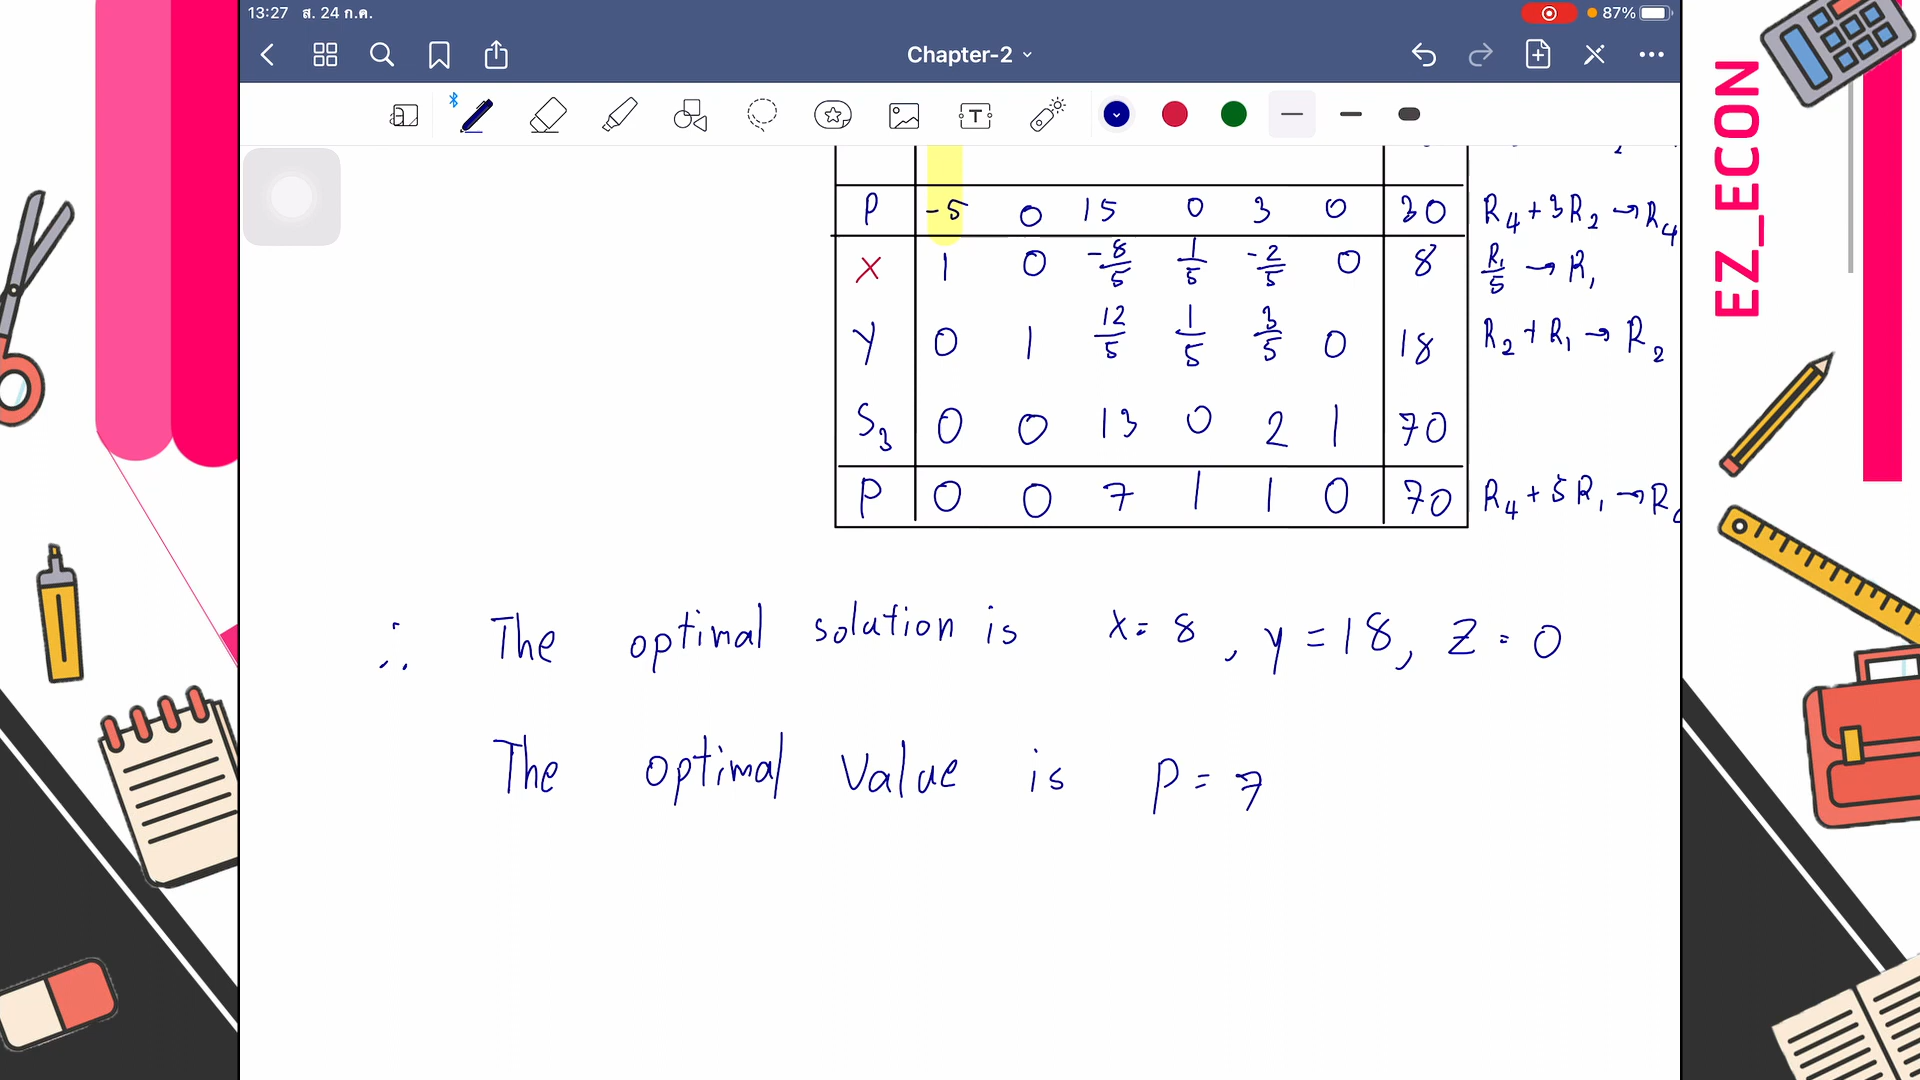 13:27 ส. 24 ก.ค.
87%
Chapter-2
P -5 0 15 0 3 0 30 R4 + 3R2 → R4
X 1 0 -8/5 1/5 -2/5 0 8 R1/5 → R1
Y 0 1 12/5 1/5 3/5 0 18 R2 + R1 → R2
S3 0 0 13 0 2 1 70
P 0 0 7 1 1 0 70 R4 + 5R1 → R
∴ The optimal solution is x = 8, y = 18, z = 0
The optimal value is P = 7
EZ_ECON